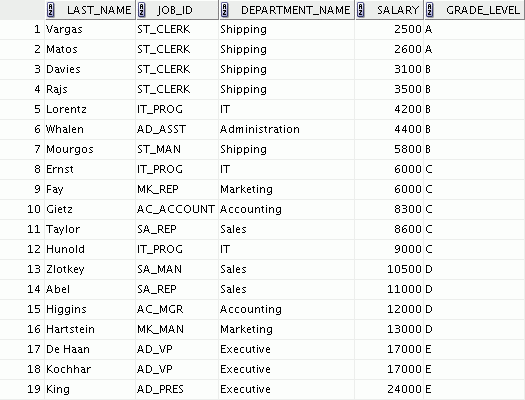 LAST_NAME JOB_ID DEPARTMENT_NAME SALARY GRADE_LEVEL
1 Vargas ST_CLERK Shipping 2500 A
2 Matos ST_CLERK Shipping 2600 A
3 Davies ST_CLERK Shipping 3100 B
4 Rajs ST_CLERK Shipping 3500 B
5 Lorentz IT_PROG IT 4200 B
6 Whalen AD_ASST Administration 4400 B
7 Mourgos ST_MAN Shipping 5800 B
8 Ernst IT_PROG IT 6000 C
9 Fay MK_REP Marketing 6000 C
10 Gietz AC_ACCOUNT Accounting 8300 C
11 Taylor SA_REP Sales 8600 C
12 Hunold IT_PROG IT 9000 C
13 Zlotkey SA_MAN Sales 10500 D
14 Abel SA_REP Sales 11000 D
15 Higgins AC_MGR Accounting 12000 D
16 Hartstein MK_MAN Marketing 13000 D
17 De Haan AD_VP Executive 17000 E
18 Kochhar AD_VP Executive 17000 E
19 King AD_PRES Executive 24000 E